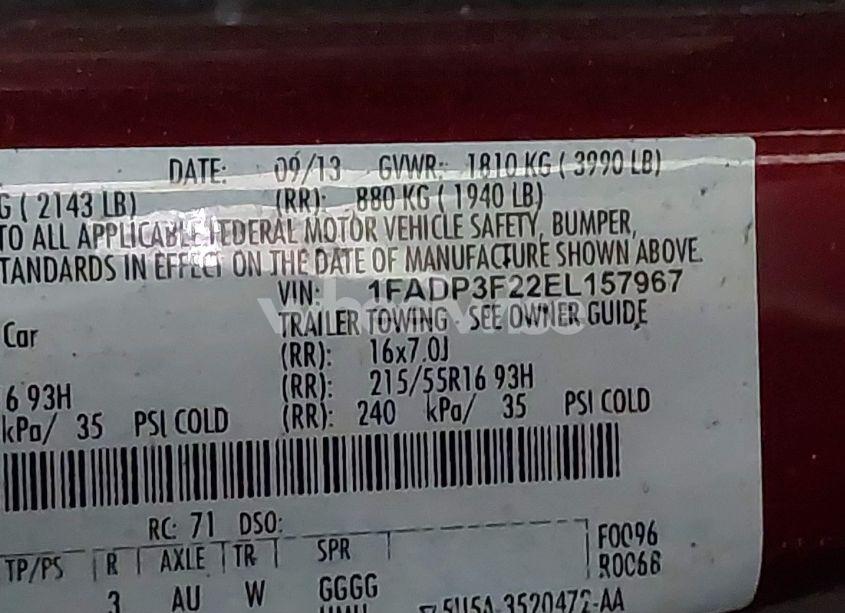 DATE: 09/13 GVWR: 1810 KG ( 3990 LB)
G ( 2143 LB) (RR): 880 KG ( 1940 LB)
TO ALL APPLICABLE FEDERAL MOTOR VEHICLE SAFETY, BUMPER,
TANDARDS IN EFFECT ON THE DATE OF MANUFACTURE SHOWN ABOVE.
VIN: 1FADP3F22EL157967
Car TRAILER TOWING - SEE OWNER GUIDE
(RR): 16x7.0J
6 93H (RR): 215/55R16 93H
kPa/ 35 PSI COLD (RR): 240 kPa/ 35 PSI COLD
RC: 71 DSO:
TP/PS R AXLE TR SPR F0096
3 AU W GGGG R0C68
5U5A-3520472-AA